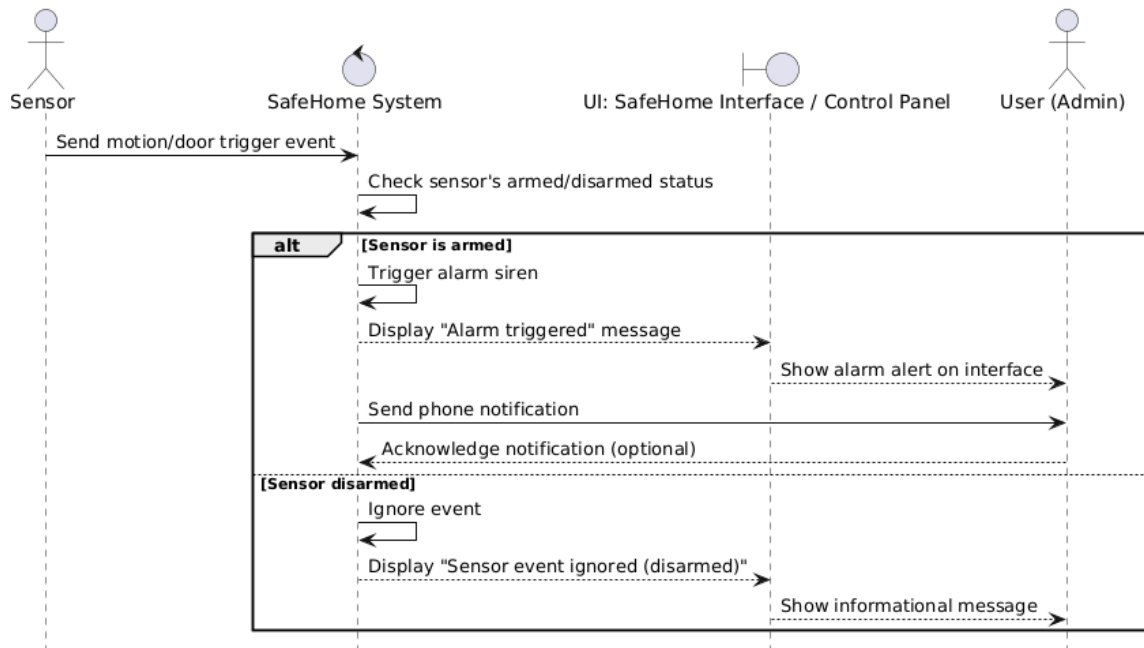 Sensor
SafeHome System
UI: SafeHome Interface / Control Panel
User (Admin)
Send motion/door trigger event
Check sensor's armed/disarmed status
alt
[Sensor is armed]
Trigger alarm siren
Display "Alarm triggered" message
Show alarm alert on interface
Send phone notification
Acknowledge notification (optional)
[Sensor disarmed]
Ignore event
Display "Sensor event ignored (disarmed)"
Show informational message